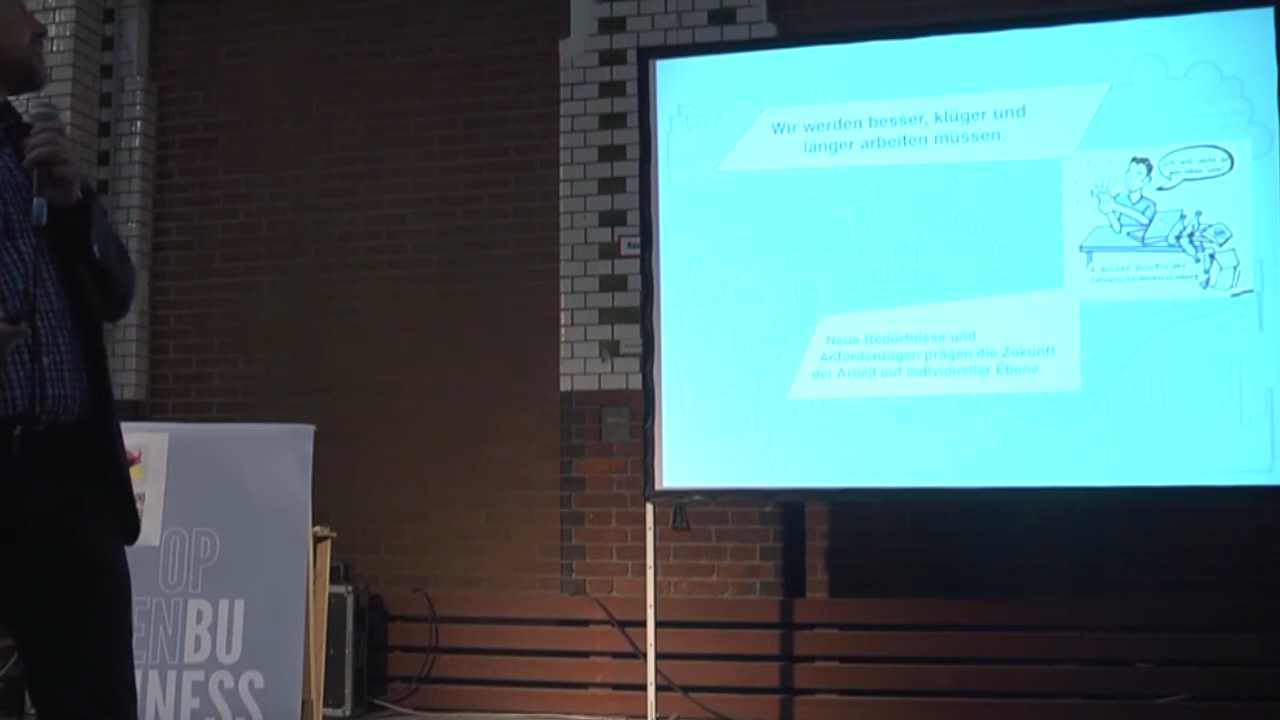 Wir werden besser, klüger und
länger arbeiten müssen.
Neue Bedürfnisse und
Anforderungen prägen die Zukunft
der Arbeit auf individueller Ebene.
OP
ENBU
INESS